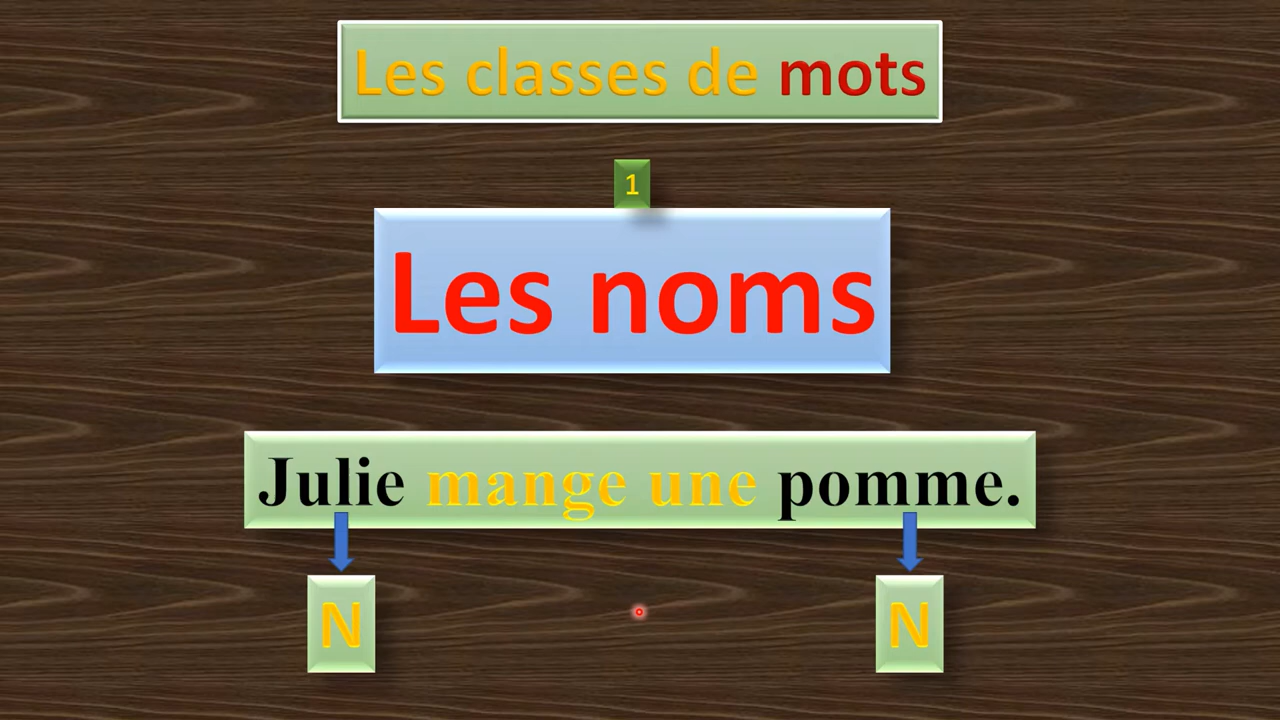 Les classes de mots
1
Les noms
Julie mange une pomme.
N N